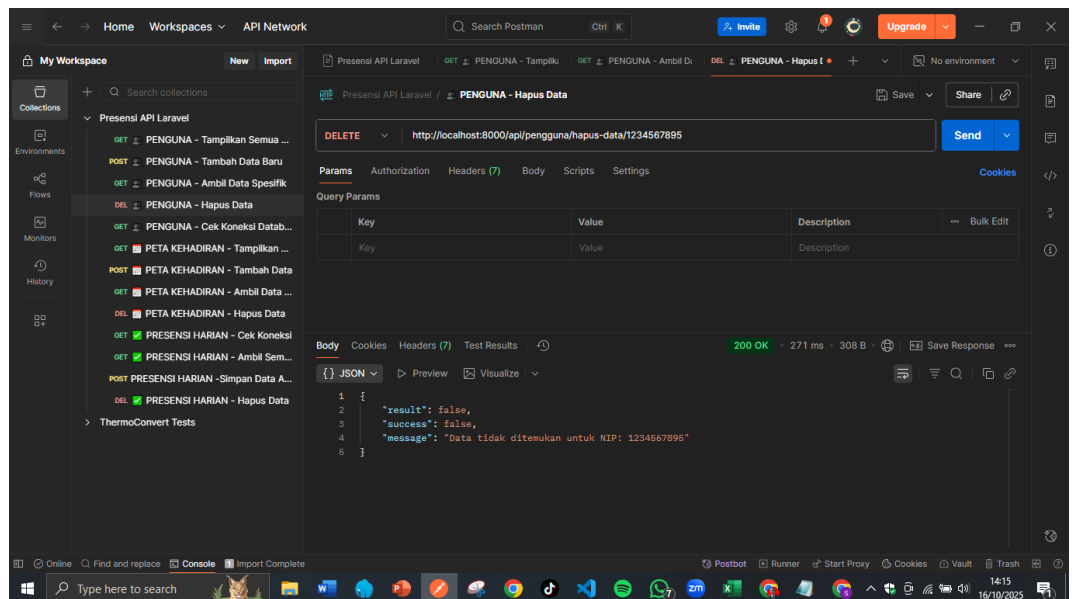 Home Workspaces API Network
Search Postman Ctrl K
Invite
1
Upgrade
My Workspace New Import
Presensi API Laravel GET PENGUNA - Tampilk GET PENGUNA - Ambil D DEL PENGUNA - Hapus D No environment
Collections
Environments
Flows
Monitors
History
Search collections
Presensi API Laravel
GET PENGUNA - Tampilkan Semua ...
POST PENGUNA - Tambah Data Baru
GET PENGUNA - Ambil Data Spesifik
DEL PENGUNA - Hapus Data
GET PENGUNA - Cek Koneksi Datab...
GET PETA KEHADIRAN - Tampilkan ...
POST PETA KEHADIRAN - Tambah Data
GET PETA KEHADIRAN - Ambil Data ...
DEL PETA KEHADIRAN - Hapus Data
GET PRESENSI HARIAN - Cek Koneksi
GET PRESENSI HARIAN - Ambil Sem...
POST PRESENSI HARIAN -Simpan Data A...
DEL PRESENSI HARIAN - Hapus Data
ThermoConvert Tests
HTTP Presensi API Laravel / PENGUNA - Hapus Data
Save Share
DELETE http://localhost:8000/api/pengguna/hapus-data/1234567895 Send
Params Authorization Headers (7) Body Scripts Settings Cookies
Query Params
Key Value Description Bulk Edit
Key Value Description
Body Cookies Headers (7) Test Results 200 OK 271 ms 308 B Save Response
{} JSON Preview Visualize
1 {
2 "result": false,
3 "success": false,
4 "message": "Data tidak ditemukan untuk NIP: 1234567895"
5 }
Online Find and replace Console 1 Import Complete Postbot Runner Start Proxy Cookies Vault Trash
Type here to search
14:15
16/10/2025